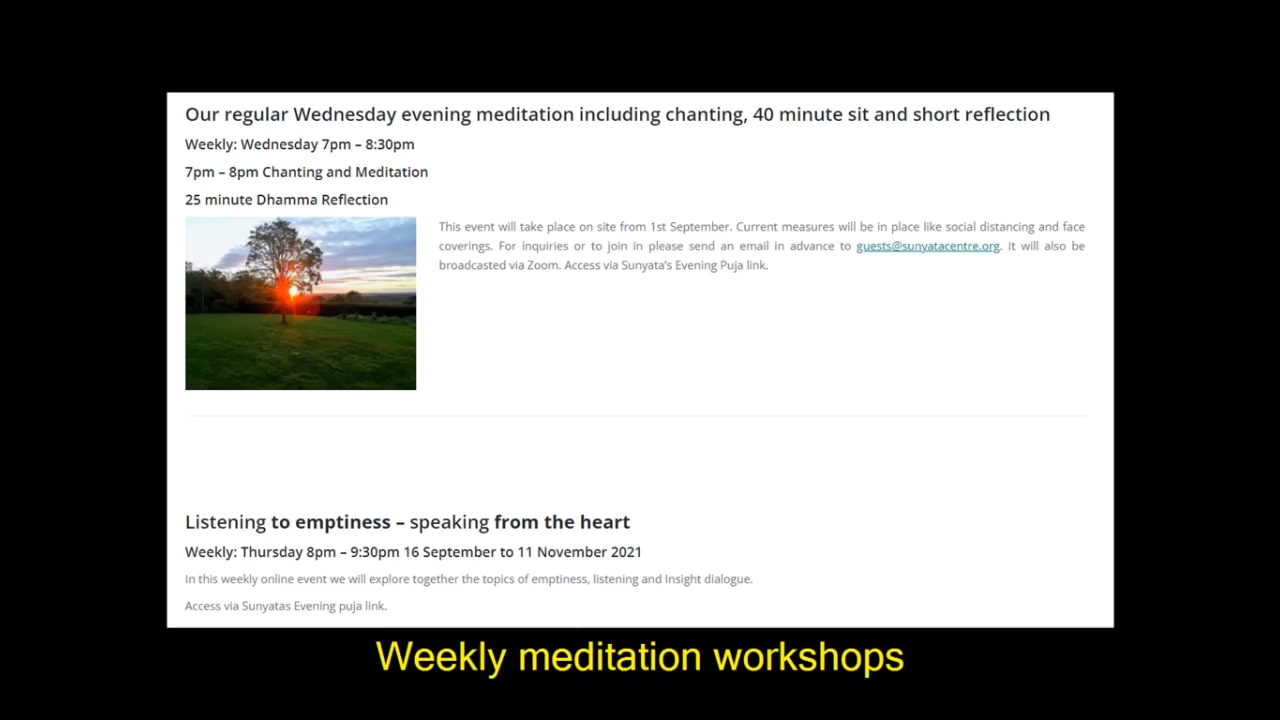 Our regular Wednesday evening meditation including chanting, 40 minute sit and short reflection
Weekly: Wednesday 7pm – 8:30pm
7pm – 8pm Chanting and Meditation
25 minute Dhamma Reflection
This event will take place on site from 1st September. Current measures will be in place like social distancing and face
coverings. For inquiries or to join in please send an email in advance to guests@sunyatacentre.org. It will also be
broadcasted via Zoom. Access via Sunyata's Evening Puja link.
Listening to emptiness – speaking from the heart
Weekly: Thursday 8pm – 9:30pm 16 September to 11 November 2021
In this weekly online event we will explore together the topics of emptiness, listening and Insight dialogue.
Access via Sunyatas Evening puja link.
Weekly meditation workshops